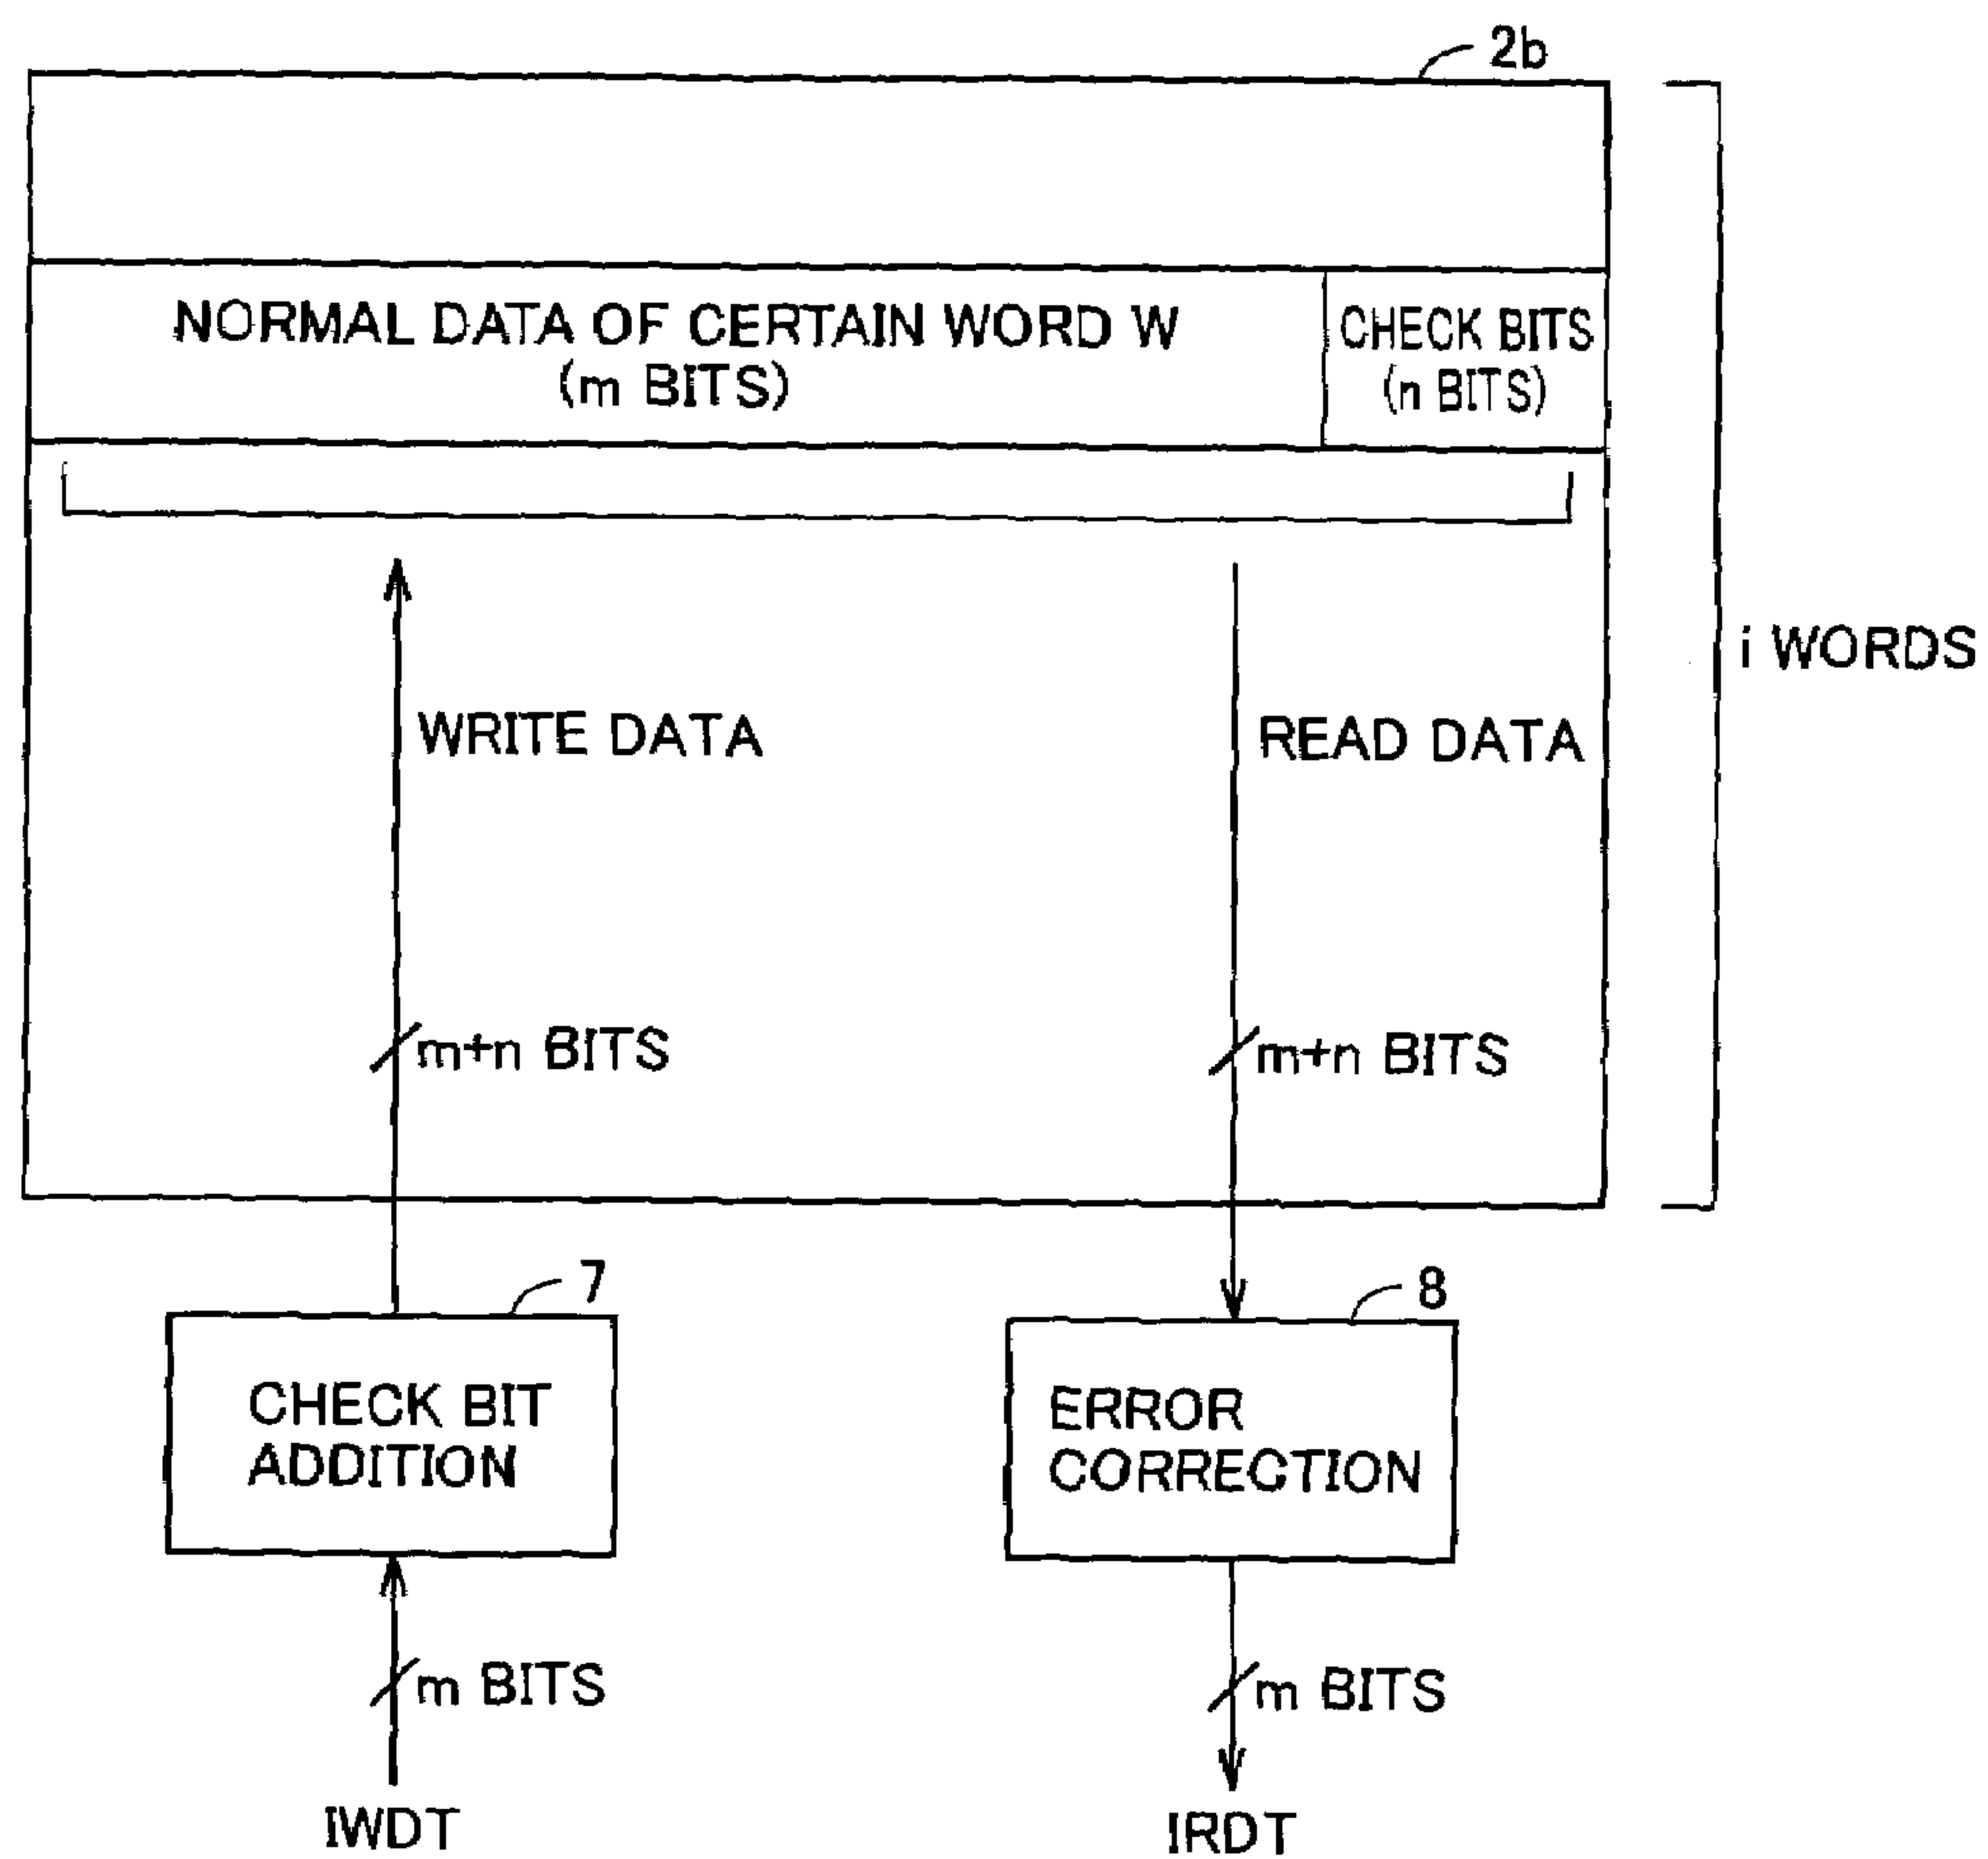 2b
NORMAL DATA OF CERTAIN WORD W
(m BITS)
CHECK BITS
(n BITS)
i WORDS
WRITE DATA
READ DATA
m+n BITS
m+n BITS
7
8
CHECK BIT
ADDITION
ERROR
CORRECTION
m BITS
m BITS
IWDT
IRDT